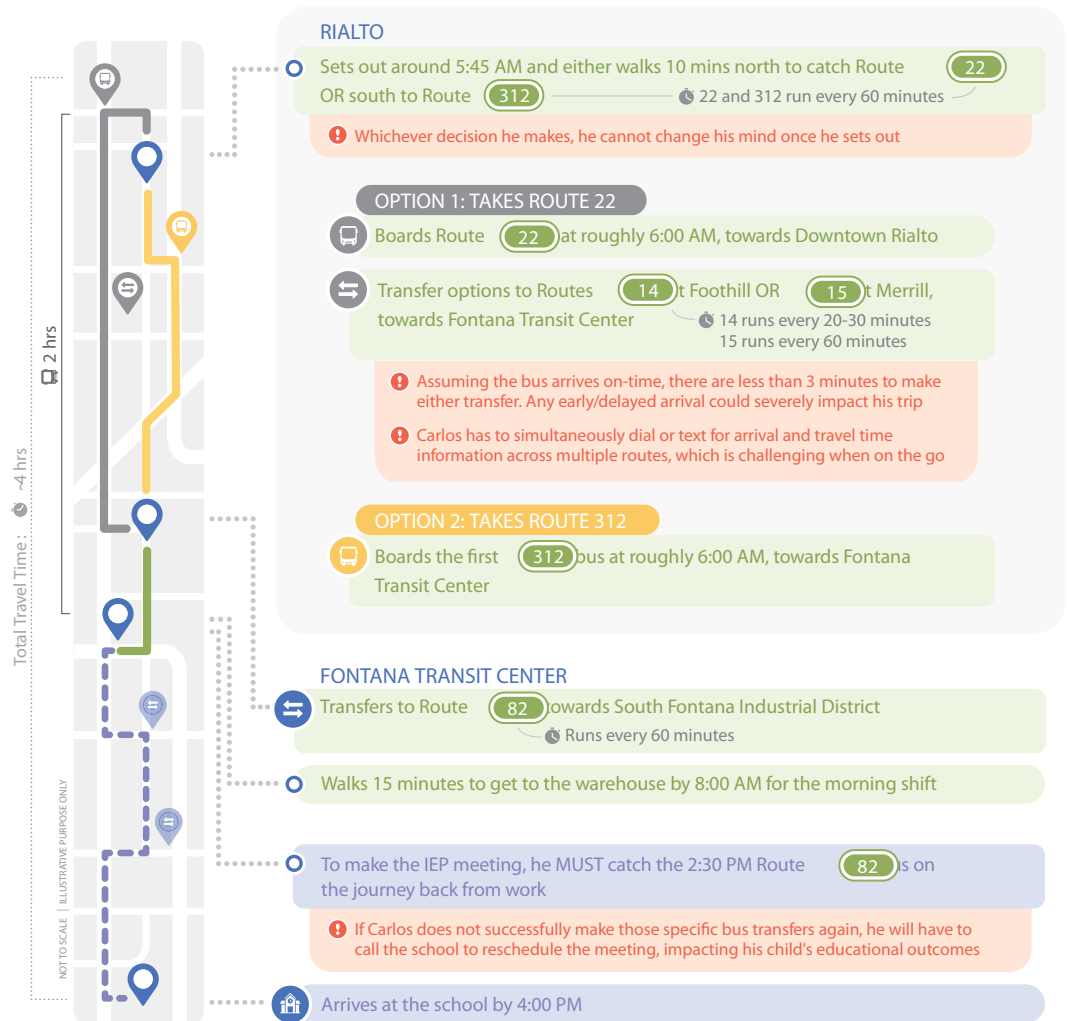 RIALTO
Sets out around 5:45 AM and either walks 10 mins north to catch Route 22
OR south to Route 312
22 and 312 run every 60 minutes
Whichever decision he makes, he cannot change his mind once he sets out
OPTION 1: TAKES ROUTE 22
Boards Route 22 at roughly 6:00 AM, towards Downtown Rialto
Transfer options to Routes 14 t Foothill OR 15 t Merrill,
towards Fontana Transit Center
14 runs every 20-30 minutes
15 runs every 60 minutes
Assuming the bus arrives on-time, there are less than 3 minutes to make
either transfer. Any early/delayed arrival could severely impact his trip
Carlos has to simultaneously dial or text for arrival and travel time
information across multiple routes, which is challenging when on the go
OPTION 2: TAKES ROUTE 312
Boards the first 312 bus at roughly 6:00 AM, towards Fontana
Transit Center
FONTANA TRANSIT CENTER
Transfers to Route 82 towards South Fontana Industrial District
Runs every 60 minutes
Walks 15 minutes to get to the warehouse by 8:00 AM for the morning shift
To make the IEP meeting, he MUST catch the 2:30 PM Route 82 us on
the journey back from work
If Carlos does not successfully make those specific bus transfers again, he will have to
call the school to reschedule the meeting, impacting his child's educational outcomes
Arrives at the school by 4:00 PM
Total Travel Time: ~4 hrs
2 hrs
NOT TO SCALE | ILLUSTRATIVE PURPOSE ONLY